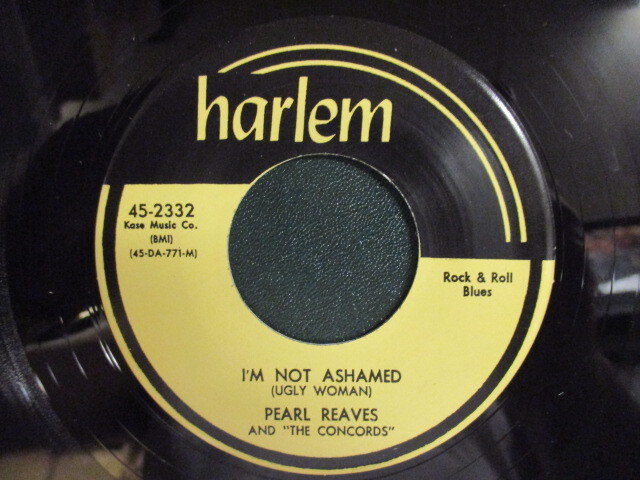 harlem
45-2332
Kase Music Co.
(BMI)
(45-DA-771-M)
Rock & Roll
Blues
I'M NOT ASHAMED
(UGLY WOMAN)
PEARL REAVES
AND "THE CONCORDS"